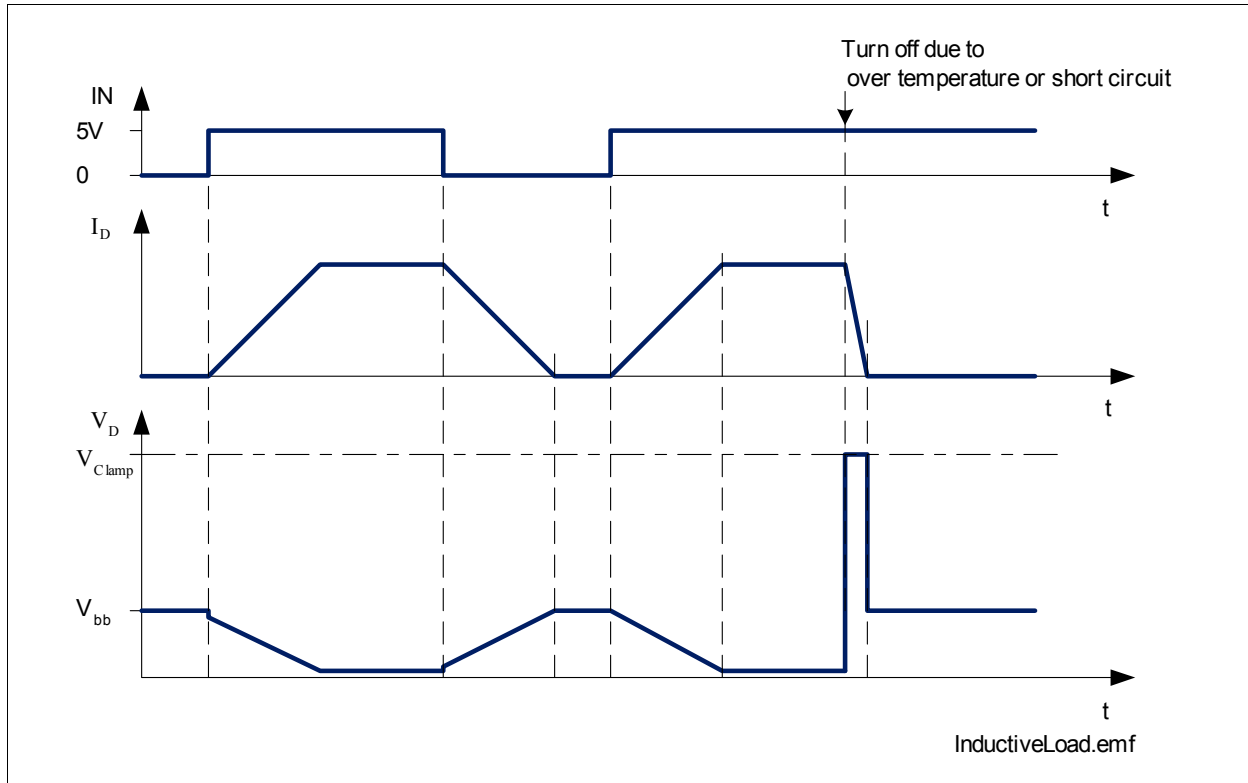 Turn off due to
over temperature or short circuit
IN
5V
0
t
I_D
t
V_D
V_Clamp
V_bb
t
InductiveLoad.emf